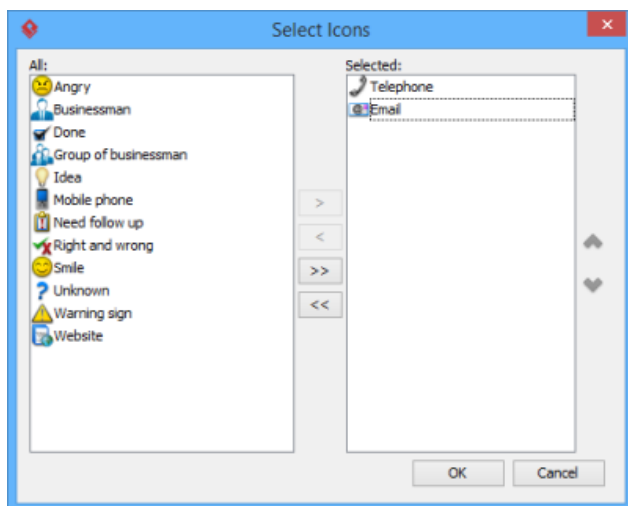 Select Icons
All:
Angry
Businessman
Done
Group of businessman
Idea
Mobile phone
Need follow up
Right and wrong
Smile
Unknown
Warning sign
Website
>
<
>>
<<
Selected:
Telephone
Email
OK
Cancel